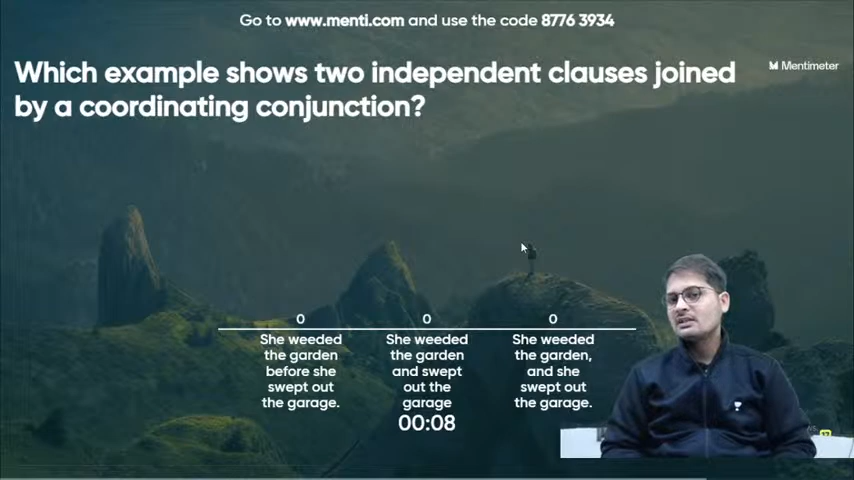 Go to www.menti.com and use the code 8776 3934
Which example shows two independent clauses joined
by a coordinating conjunction?
Mentimeter
0
0
0
She weeded
the garden
before she
swept out
the garage.
She weeded
the garden
and swept
out the
garage
She weeded
the garden,
and she
swept out
the garage.
00:08